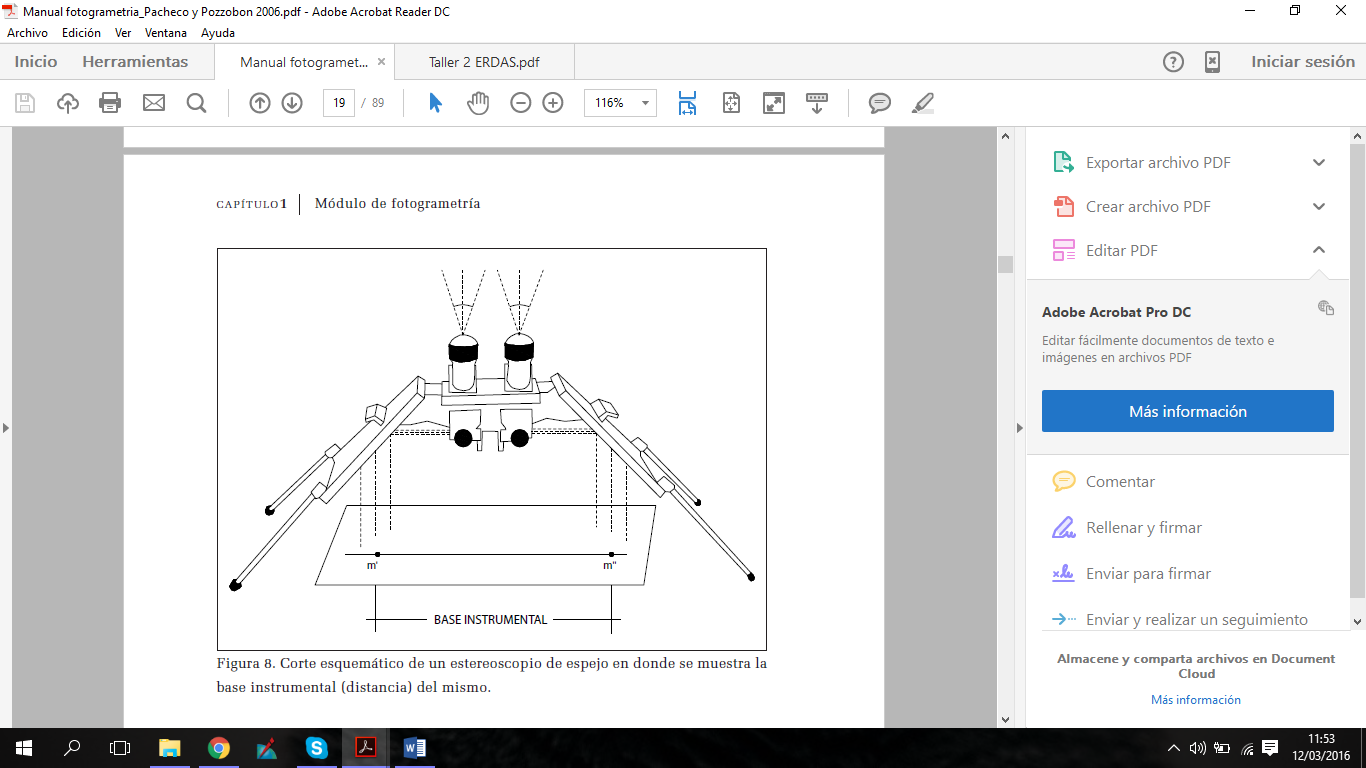 Manual fotogrametria_Pacheco y Pozzobon 2006.pdf - Adobe Acrobat Reader DC
Archivo Edición Ver Ventana Ayuda
Inicio Herramientas Manual fotogramet... Taller 2 ERDAS.pdf Iniciar sesión
19 / 89 116%
CAPÍTULO 1 Módulo de fotogrametría
m' m"
BASE INSTRUMENTAL
Figura 8. Corte esquemático de un estereoscopio de espejo en donde se muestra la
base instrumental (distancia) del mismo.
Exportar archivo PDF
Crear archivo PDF
Editar PDF
Adobe Acrobat Pro DC
Editar fácilmente documentos de texto e
imágenes en archivos PDF
Más información
Comentar
Rellenar y firmar
Enviar para firmar
Enviar y realizar un seguimiento
Almacene y comparta archivos en Document
Cloud
Más información
11:53
12/03/2016